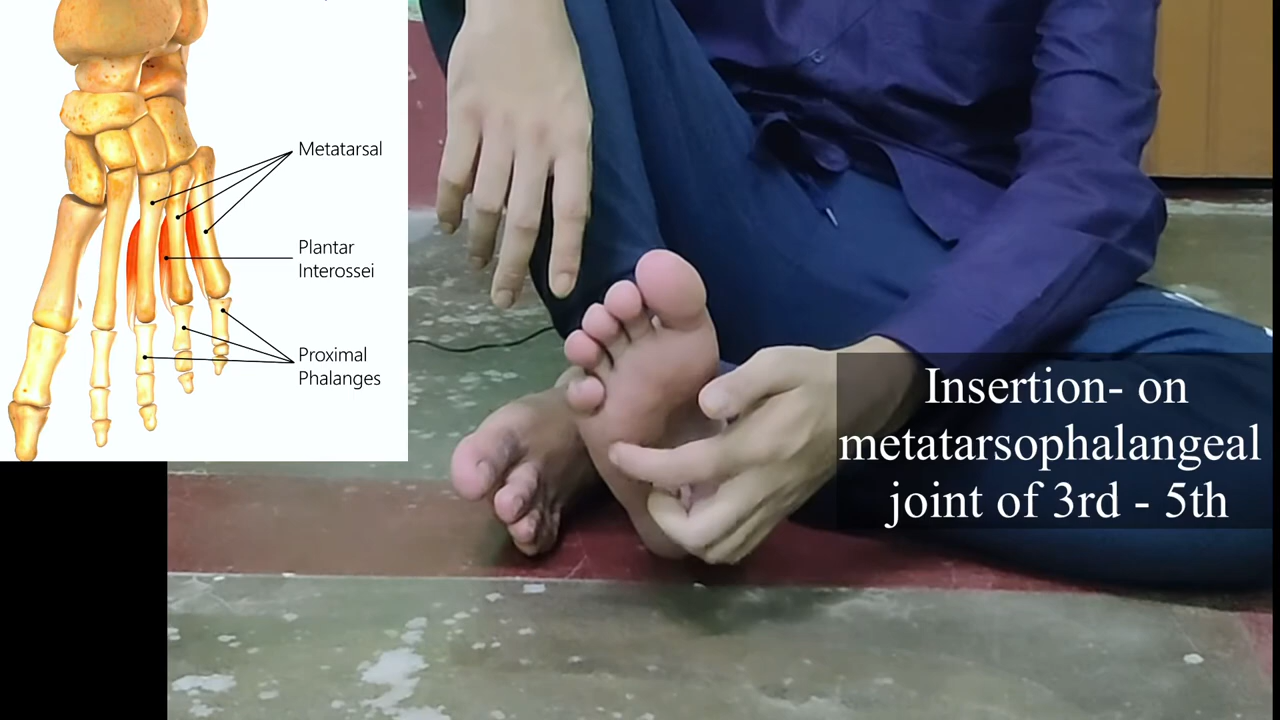 Metatarsal
Plantar
Interossei
Proximal
Phalanges
Insertion- on
metatarsophalangeal
joint of 3rd - 5th